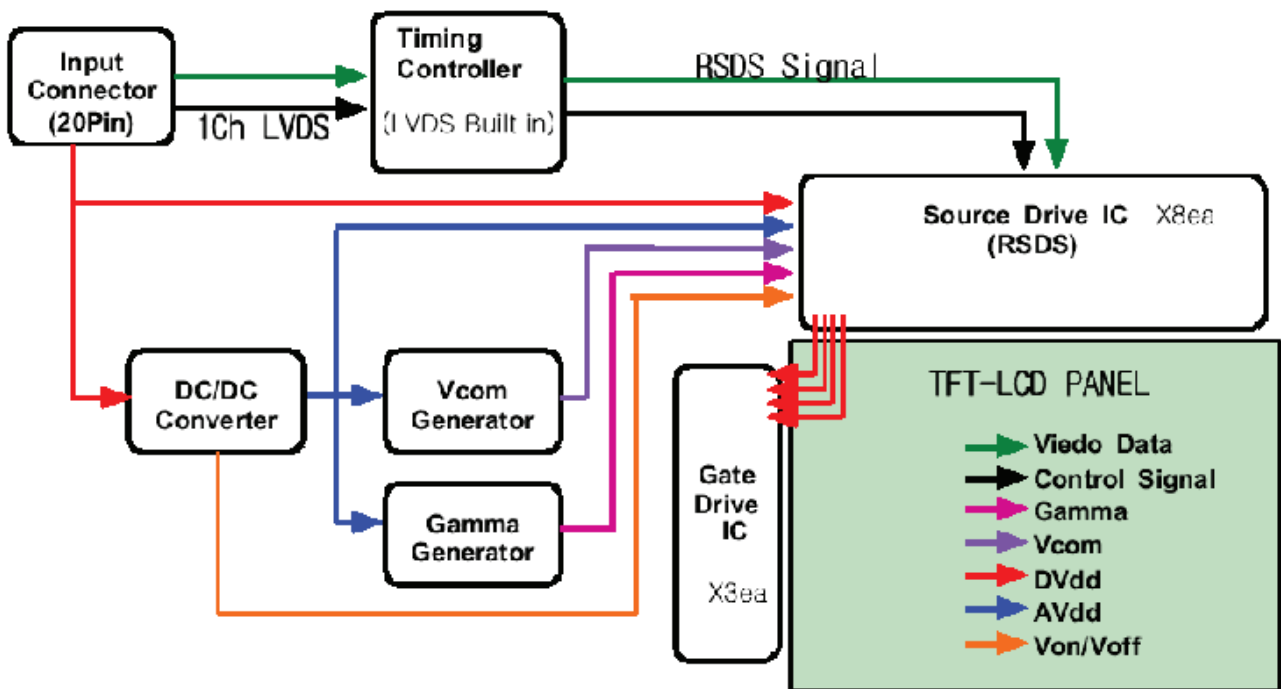 Input
Connector
(20Pin)
1Ch LVDS
Timing
Controller
(LVDS Built in)
RSDS Signal
Source Drive IC X8ea
(RSDS)
DC/DC
Converter
Vcom
Generator
Gamma
Generator
Gate
Drive
IC
X3ea
TFT-LCD PANEL
Viedo Data
Control Signal
Gamma
Vcom
DVdd
AVdd
Von/Voff